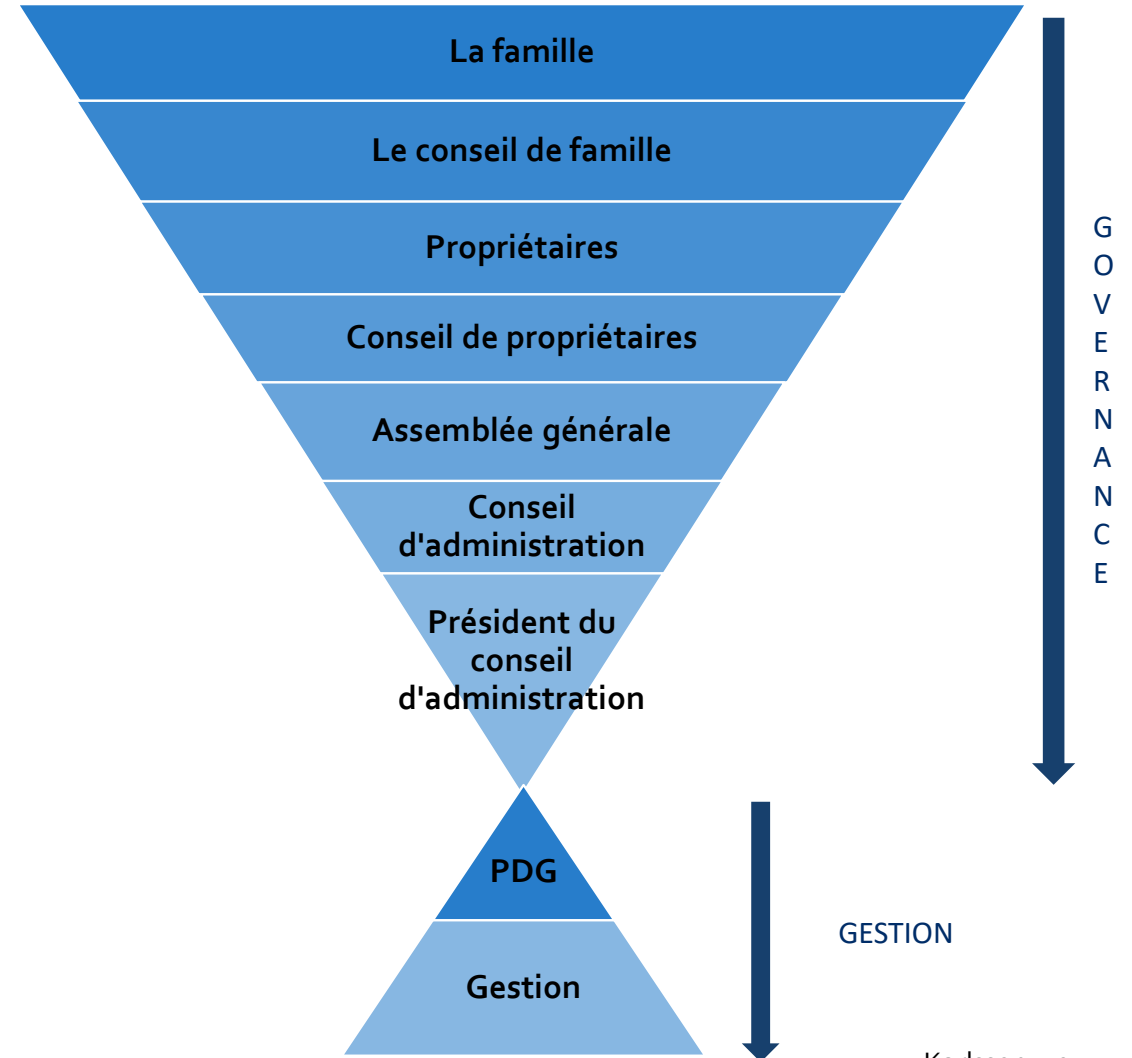 La famille
Le conseil de famille
Propriétaires
Conseil de propriétaires
Assemblée générale
Conseil
d'administration
Président du
conseil
d'administration
PDG
Gestion
G
O
V
E
R
N
A
N
C
E
GESTION